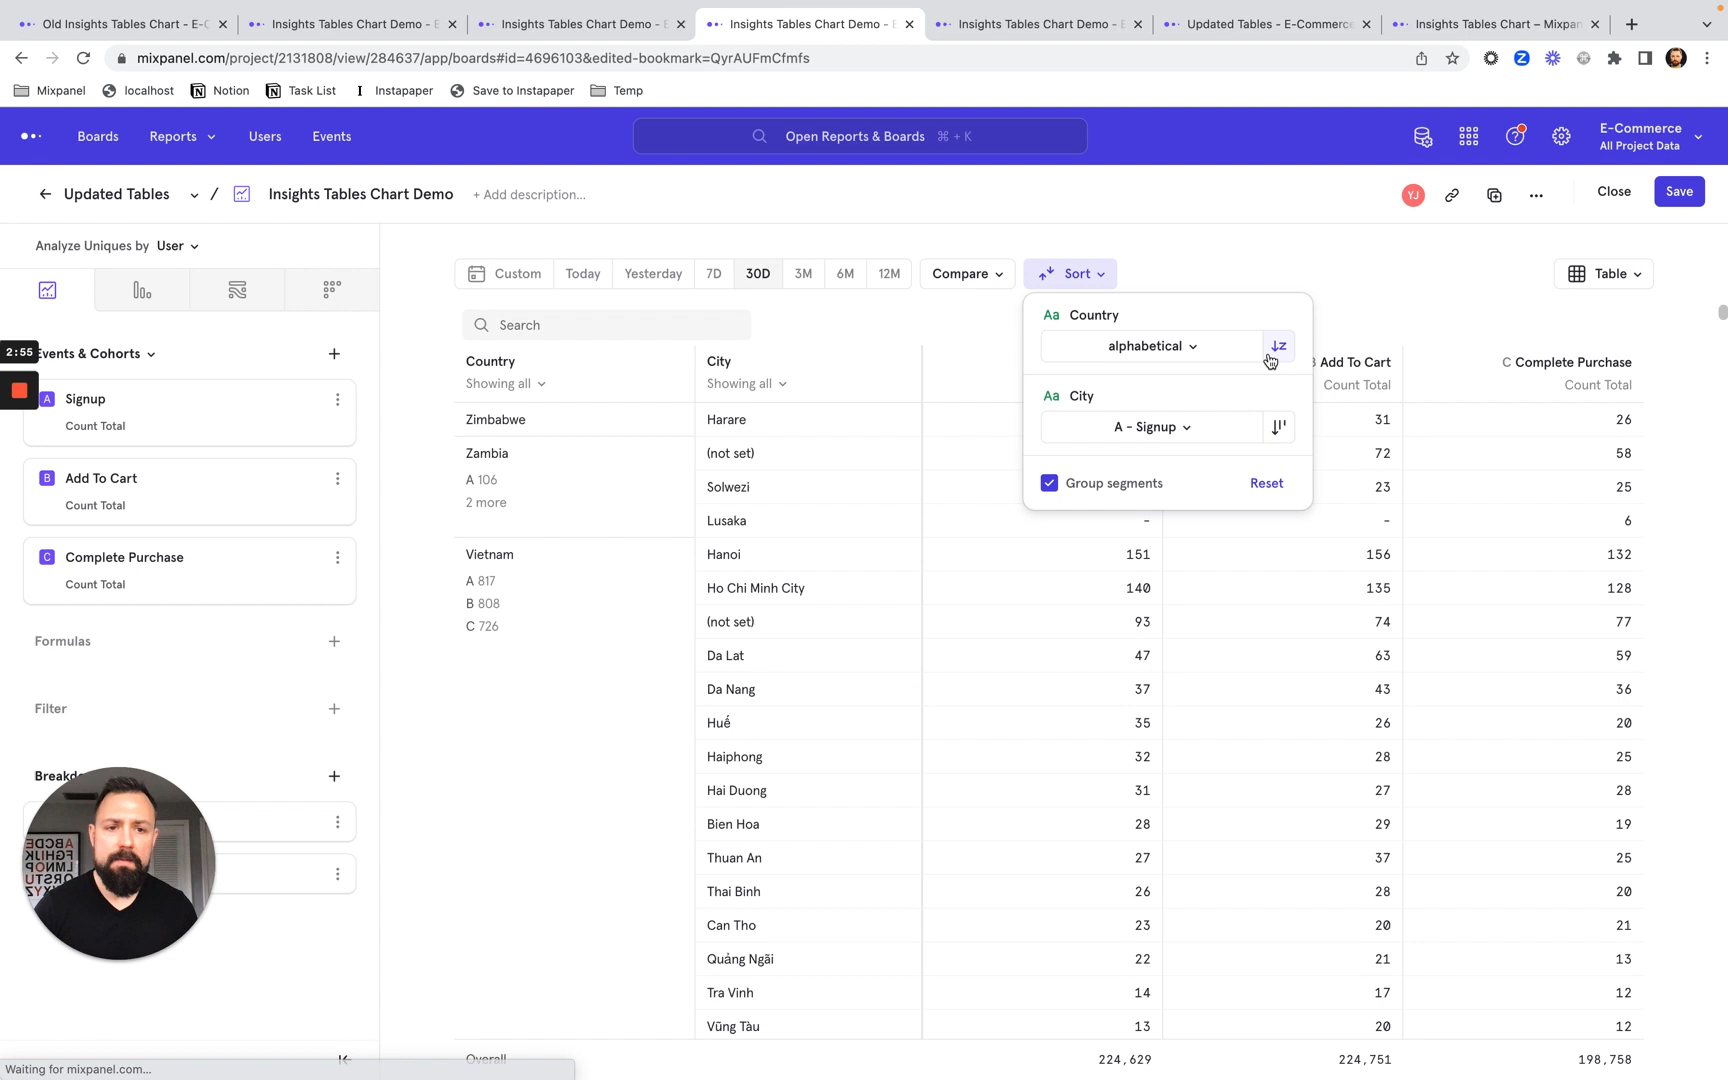 Old Insights Tables Chart - E-C
Insights Tables Chart Demo - E
Insights Tables Chart Demo - E
Insights Tables Chart Demo - E
Insights Tables Chart Demo - E
Updated Tables - E-Commerce
Insights Tables Chart – Mixpan
mixpanel.com/project/2131808/view/284637/app/boards#id=4696103&edited-bookmark=QyrAUFmCfmfs
Mixpanel
localhost
Notion
Task List
Instapaper
Save to Instapaper
Temp
Boards
Reports
Users
Events
Open Reports & Boards ⌘ + K
E-Commerce
All Project Data
Updated Tables / Insights Tables Chart Demo + Add description...
YJ
Close
Save
Analyze Uniques by User
Custom
Today
Yesterday
7D
30D
3M
6M
12M
Compare
Sort
Table
2:55
Events & Cohorts
A Signup
Count Total
B Add To Cart
Count Total
C Complete Purchase
Count Total
Formulas
Filter
Breakd
ABCDE
Search
Aa Country
alphabetical
Aa City
A - Signup
Group segments
Reset
Country
Showing all
City
Showing all
Add To Cart
Count Total
C Complete Purchase
Count Total
Zimbabwe Harare 31 26
Zambia (not set) 72 58
A 106
2 more
Solwezi 23 25
Lusaka - - 6
Vietnam Hanoi 151 156 132
A 817
B 808
C 726
Ho Chi Minh City 140 135 128
(not set) 93 74 77
Da Lat 47 63 59
Da Nang 37 43 36
Huế 35 26 20
Haiphong 32 28 25
Hai Duong 31 27 28
Bien Hoa 28 29 19
Thuan An 27 37 25
Thai Binh 26 28 20
Can Tho 23 20 21
Quảng Ngãi 22 21 13
Tra Vinh 14 17 12
Vũng Tàu 13 20 12
Overall 224,629 224,751 198,758
Waiting for mixpanel.com...